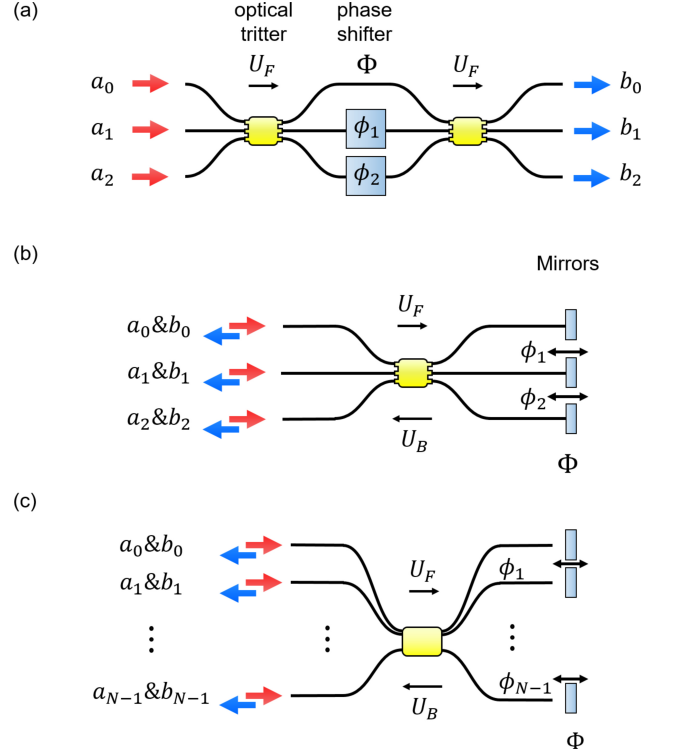 (a)
optical tritter
phase shifter
U_F
Φ
U_F
a_0
b_0
a_1
ϕ_1
b_1
a_2
ϕ_2
b_2
(b)
Mirrors
a_0&b_0
U_F
ϕ_1
a_1&b_1
ϕ_2
a_2&b_2
U_B
Φ
(c)
a_0&b_0
U_F
ϕ_1
a_1&b_1
⋮ ⋮ ⋮
a_{N−1}&b_{N−1}
U_B
ϕ_{N−1}
Φ